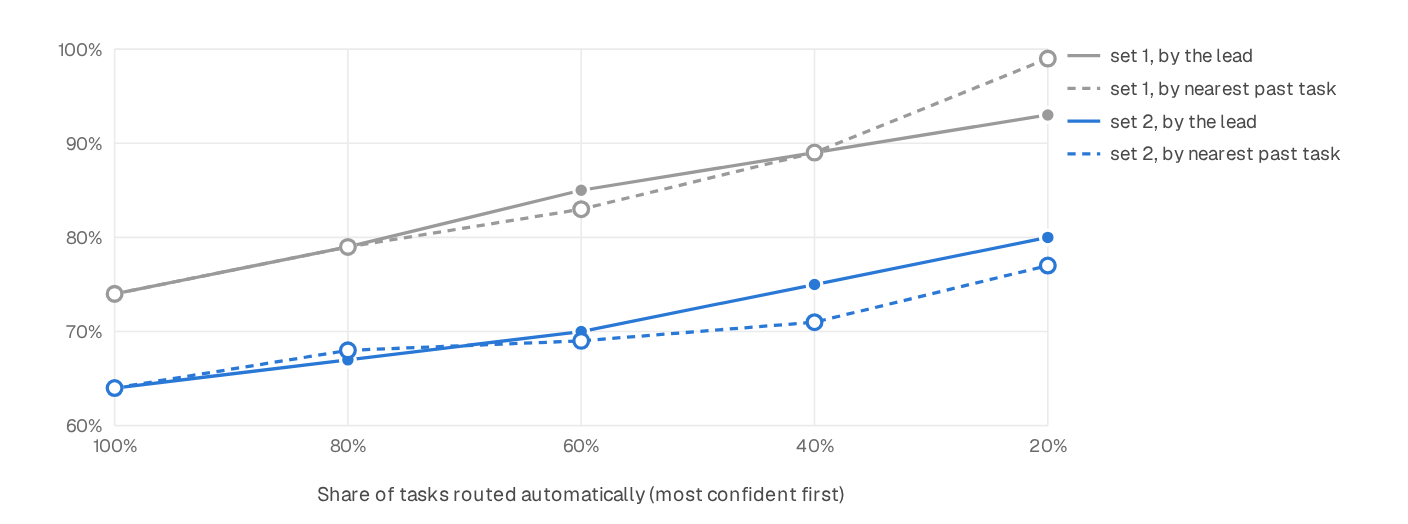 100%
90%
80%
70%
60%
100%
80%
60%
40%
20%
Share of tasks routed automatically (most confident first)
set 1, by the lead
set 1, by nearest past task
set 2, by the lead
set 2, by nearest past task